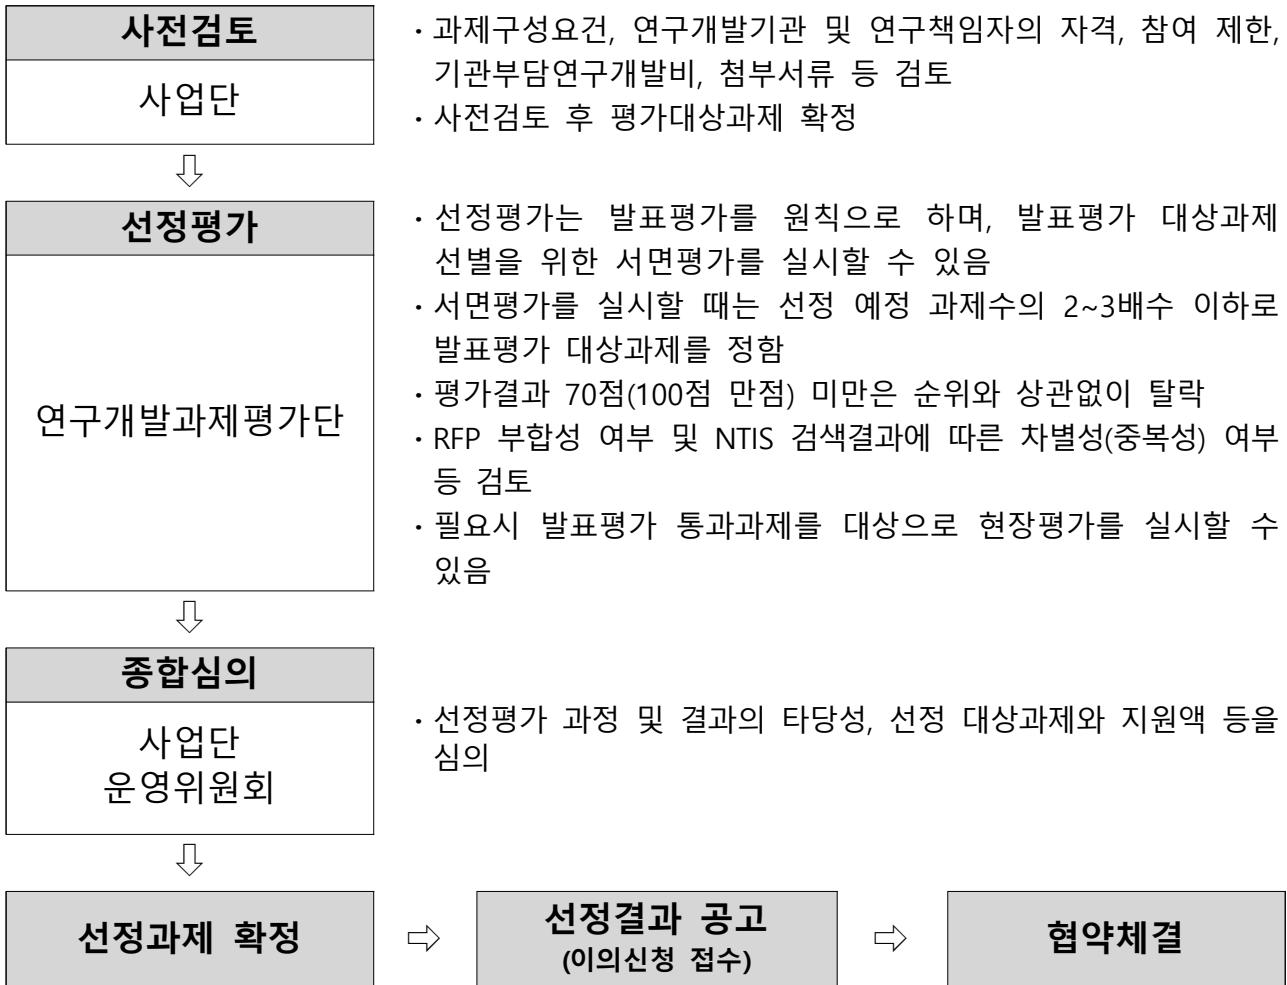 사전검토
사업단
· 과제구성요건, 연구개발기관 및 연구책임자의 자격, 참여 제한,
기관부담연구개발비, 첨부서류 등 검토
· 사전검토 후 평가대상과제 확정
⇩
선정평가
연구개발과제평가단
· 선정평가는 발표평가를 원칙으로 하며, 발표평가 대상과제
선별을 위한 서면평가를 실시할 수 있음
· 서면평가를 실시할 때는 선정 예정 과제수의 2~3배수 이하로
발표평가 대상과제를 정함
· 평가결과 70점(100점 만점) 미만은 순위와 상관없이 탈락
· RFP 부합성 여부 및 NTIS 검색결과에 따른 차별성(중복성) 여부
등 검토
· 필요시 발표평가 통과과제를 대상으로 현장평가를 실시할 수
있음
⇩
종합심의
사업단
운영위원회
· 선정평가 과정 및 결과의 타당성, 선정 대상과제와 지원액 등을
심의
⇩
선정과제 확정
⇨
선정결과 공고
(이의신청 접수)
⇨
협약체결